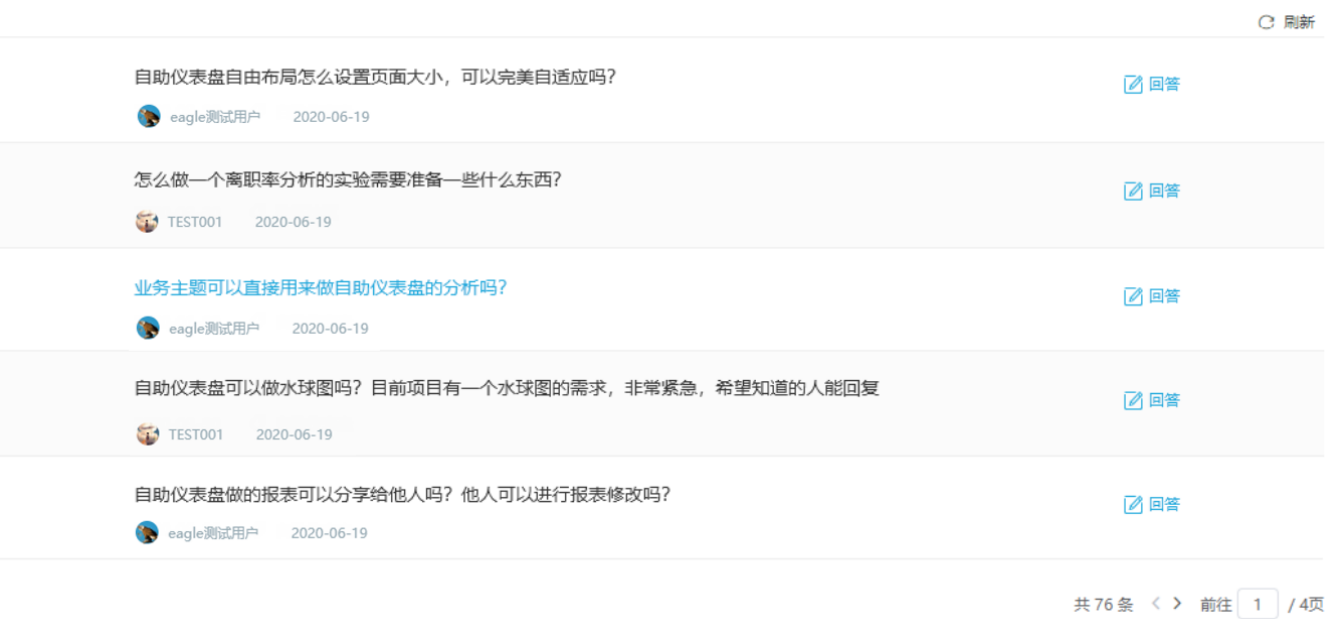 刷新
自助仪表盘自由布局怎么设置页面大小，可以完美自适应吗？
回答
eagle测试用户 2020-06-19
怎么做一个离职率分析的实验需要准备一些什么东西？
回答
TEST001 2020-06-19
业务主题可以直接用来做自助仪表盘的分析吗？
回答
eagle测试用户 2020-06-19
自助仪表盘可以做水球图吗？目前项目有一个水球图的需求，非常紧急，希望知道的人能回复
回答
TEST001 2020-06-19
自助仪表盘做的报表可以分享给他人吗？他人可以进行报表修改吗？
回答
eagle测试用户 2020-06-19
共 76 条 < > 前往 1 / 4页